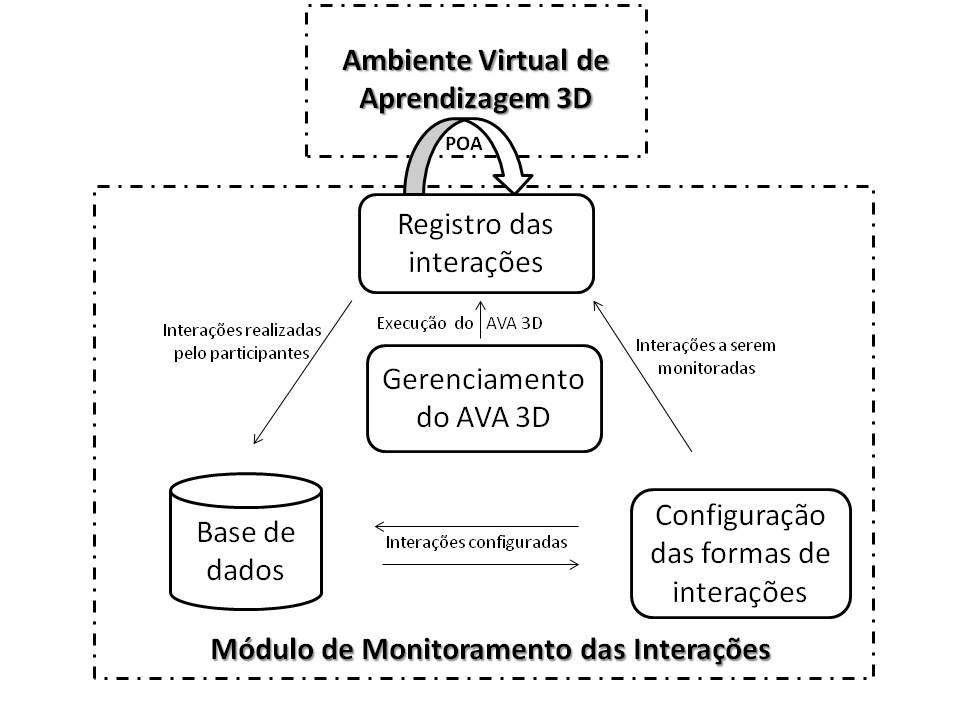 Ambiente Virtual de
Aprendizagem 3D
POA
Registro das
interações
Interações realizadas
pelo participantes
Execução do AVA 3D
Interações a serem
monitoradas
Gerenciamento
do AVA 3D
Base de
dados
Interações configuradas
Configuração
das formas de
interações
Módulo de Monitoramento das Interações